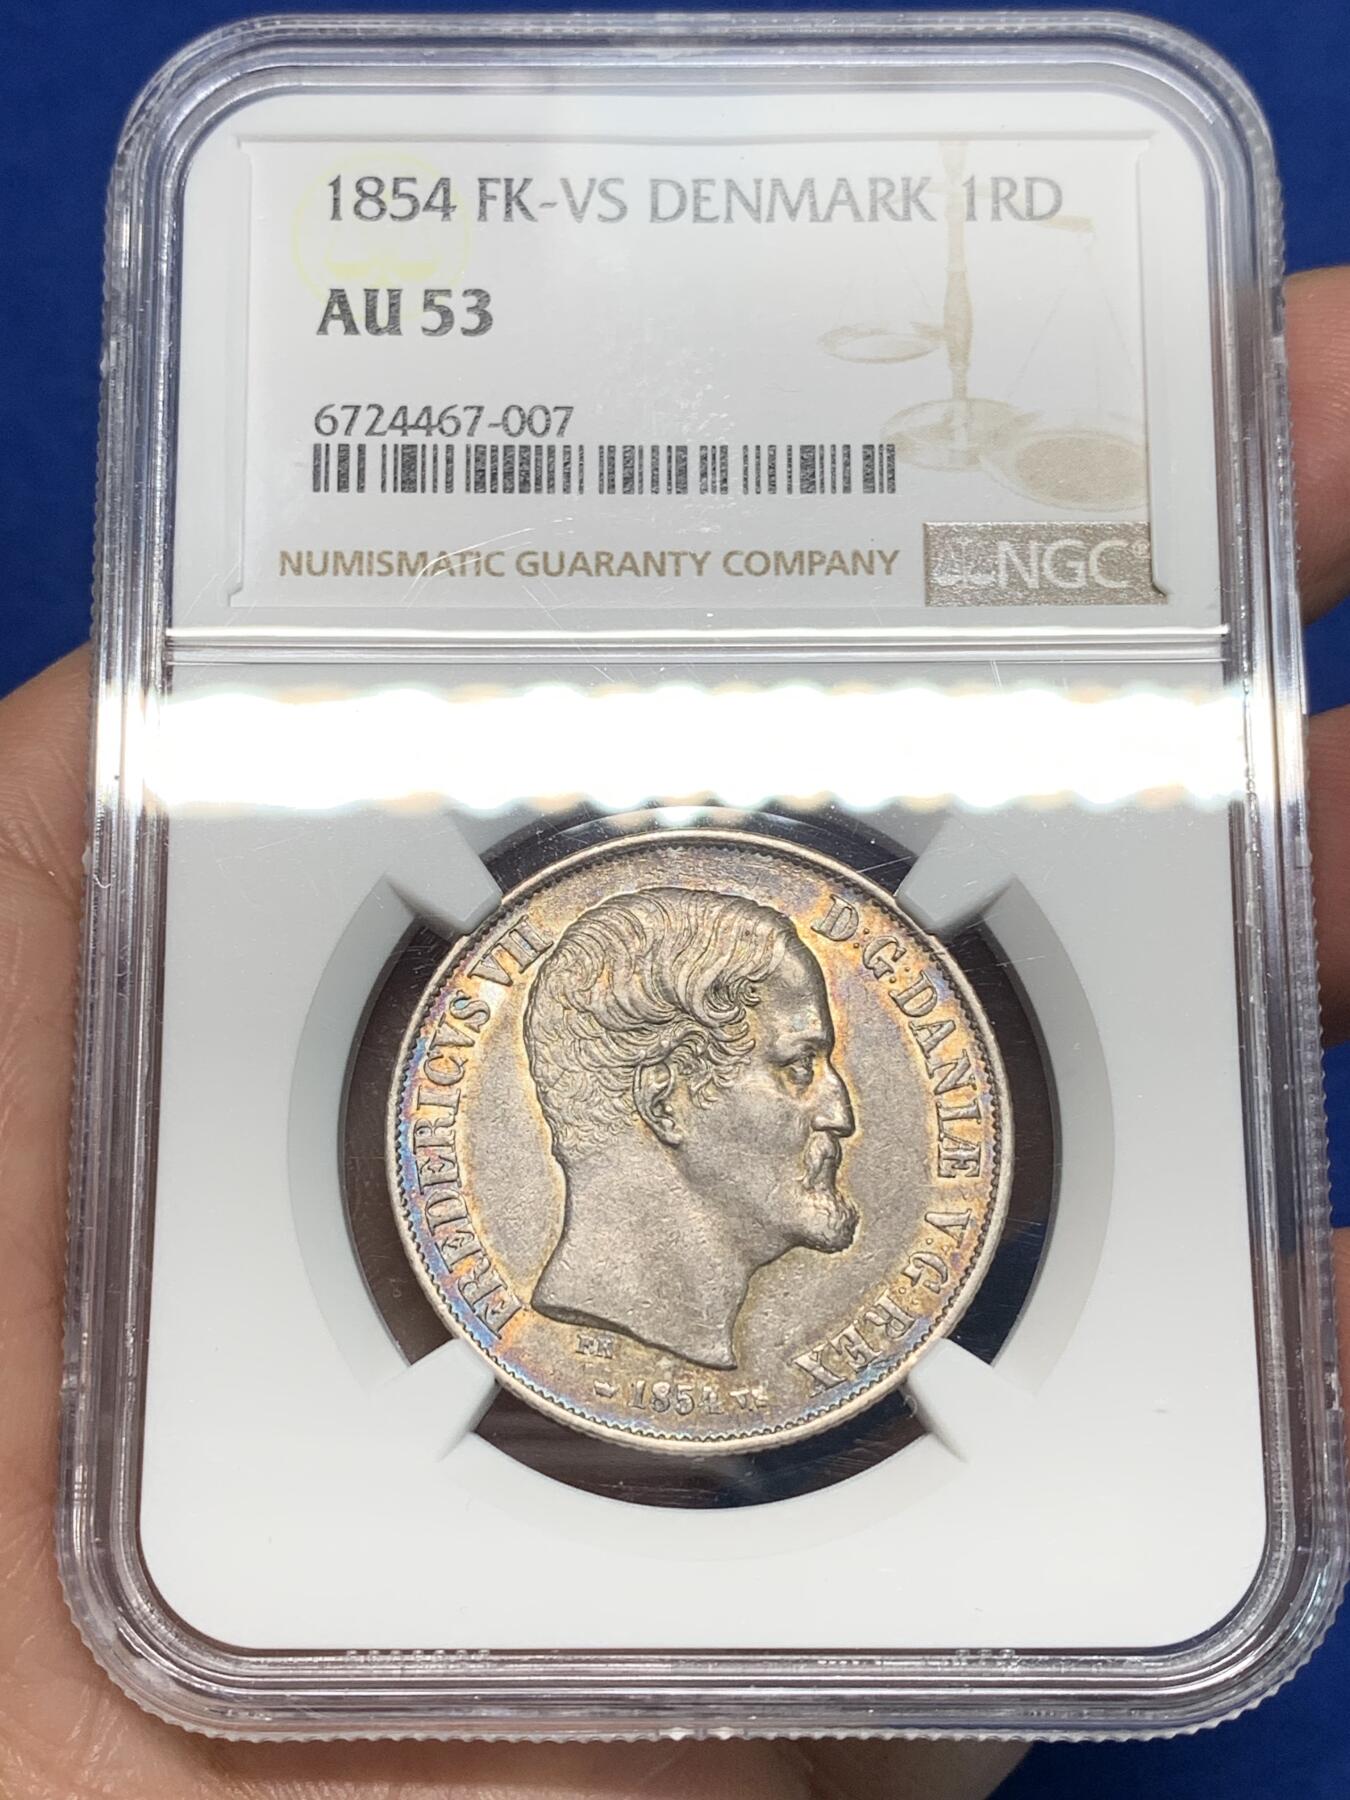 1854 FK-VS DENMARK 1RD
AU 53
6724467-007
NUMISMATIC GUARANTY COMPANY
NGC®
FREDERICVS VII D:G:DANIÆ V:G:REX
FK
1854 VS